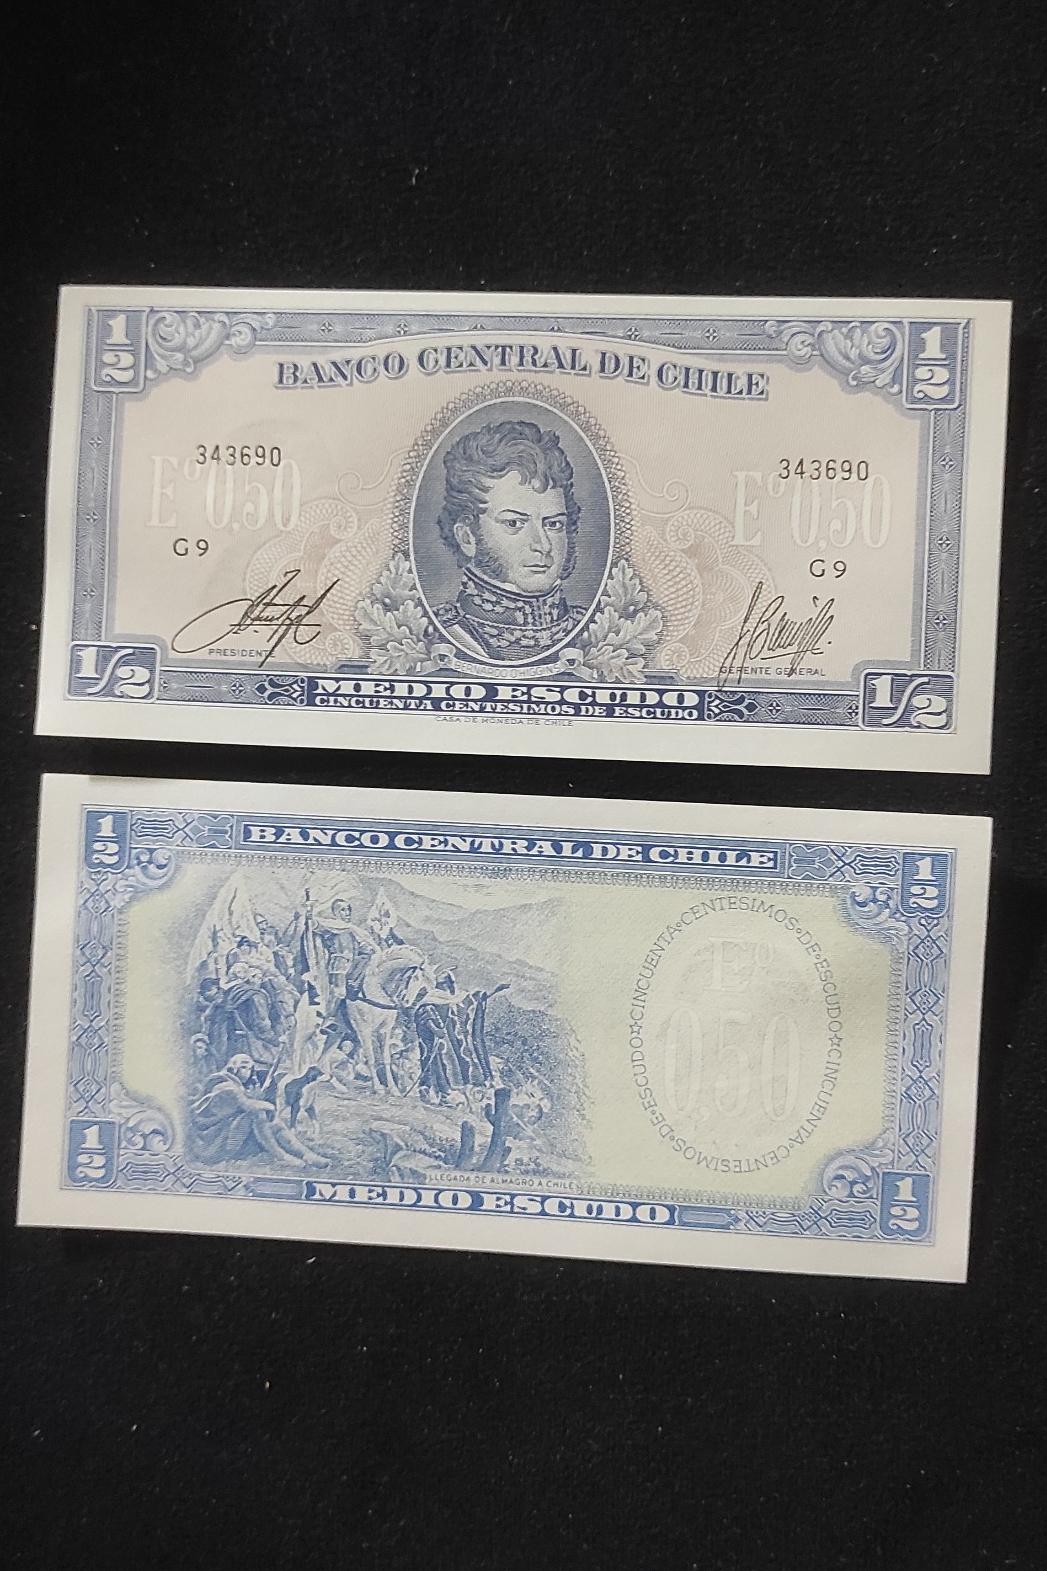 1/2
1/2
BANCO CENTRAL DE CHILE
343690
343690
Eº 0,50
Eº 0,50
G 9
G 9
PRESIDENTE
GERENTE GENERAL
BERNARDO O'HIGGINS
1/2
1/2
MEDIO ESCUDO
CINCUENTA CENTESIMOS DE ESCUDO
CASA DE MONEDA DE CHILE
1/2
BANCO CENTRAL DE CHILE
1/2
☆CINCUENTA•CENTESIMOS•DE•ESCUDO☆CINCUENTA•CENTESIMOS•DE•ESCUDO
Eº
0,50
LLEGADA DE ALMAGRO A CHILE
1/2
MEDIO ESCUDO
1/2